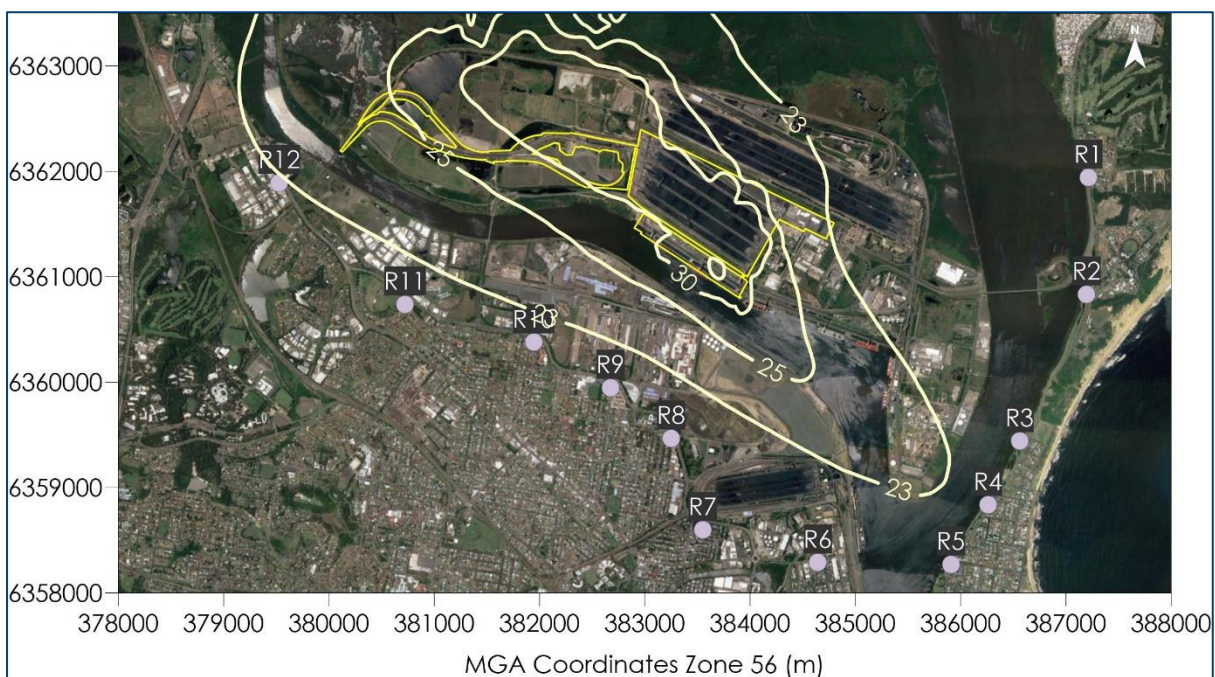 N
6363000
23
R12
25
R1
6362000
R2
6361000
R11
30
R10
23
25
6360000
R9
R8
R3
6359000
23
R4
R7
R6
R5
6358000
378000 379000 380000 381000 382000 383000 384000 385000 386000 387000 388000
MGA Coordinates Zone 56 (m)